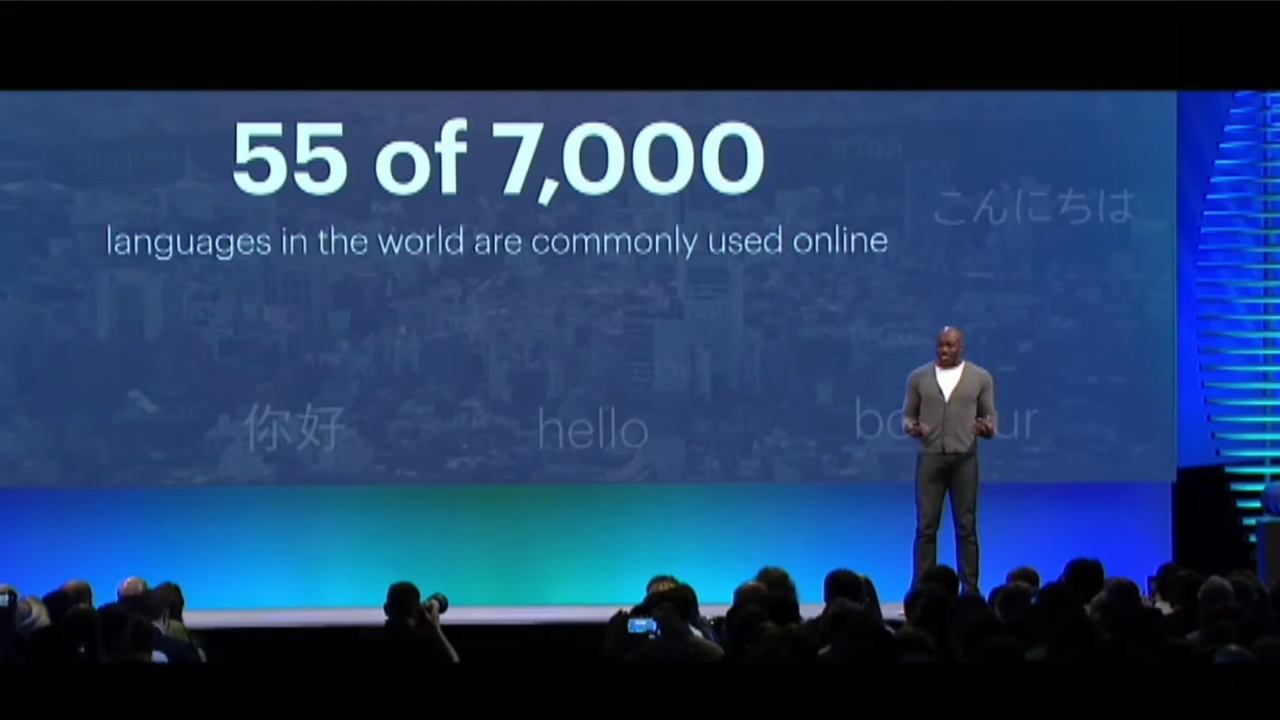 55 of 7,000
languages in the world are commonly used online
こんにちは
你好
hello